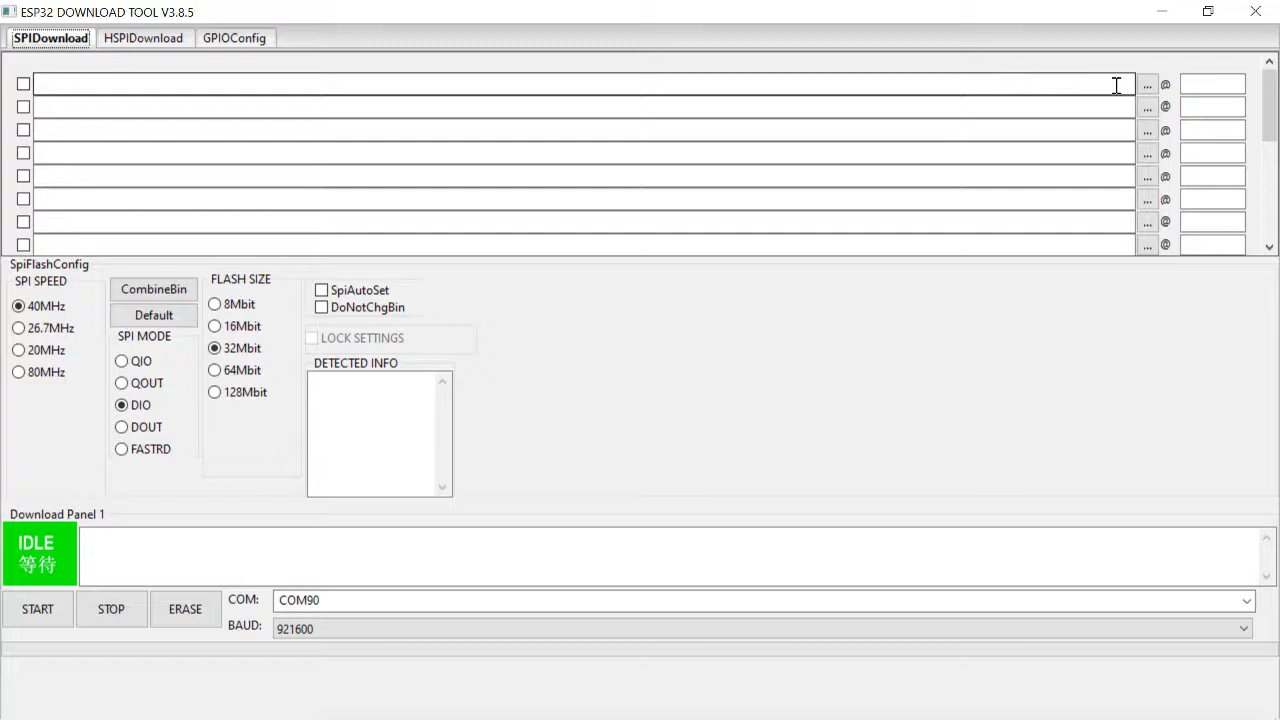 ESP32 DOWNLOAD TOOL V3.8.5
SPIDownload HSPIDownload GPIOConfig
... @
... @
... @
... @
... @
... @
... @
... @
SpiFlashConfig
SPI SPEED
40MHz
26.7MHz
20MHz
80MHz
CombineBin
Default
SPI MODE
QIO
QOUT
DIO
DOUT
FASTRD
FLASH SIZE
8Mbit
16Mbit
32Mbit
64Mbit
128Mbit
SpiAutoSet
DoNotChgBin
LOCK SETTINGS
DETECTED INFO
Download Panel 1
IDLE
等待
START STOP ERASE
COM: COM90
BAUD: 921600